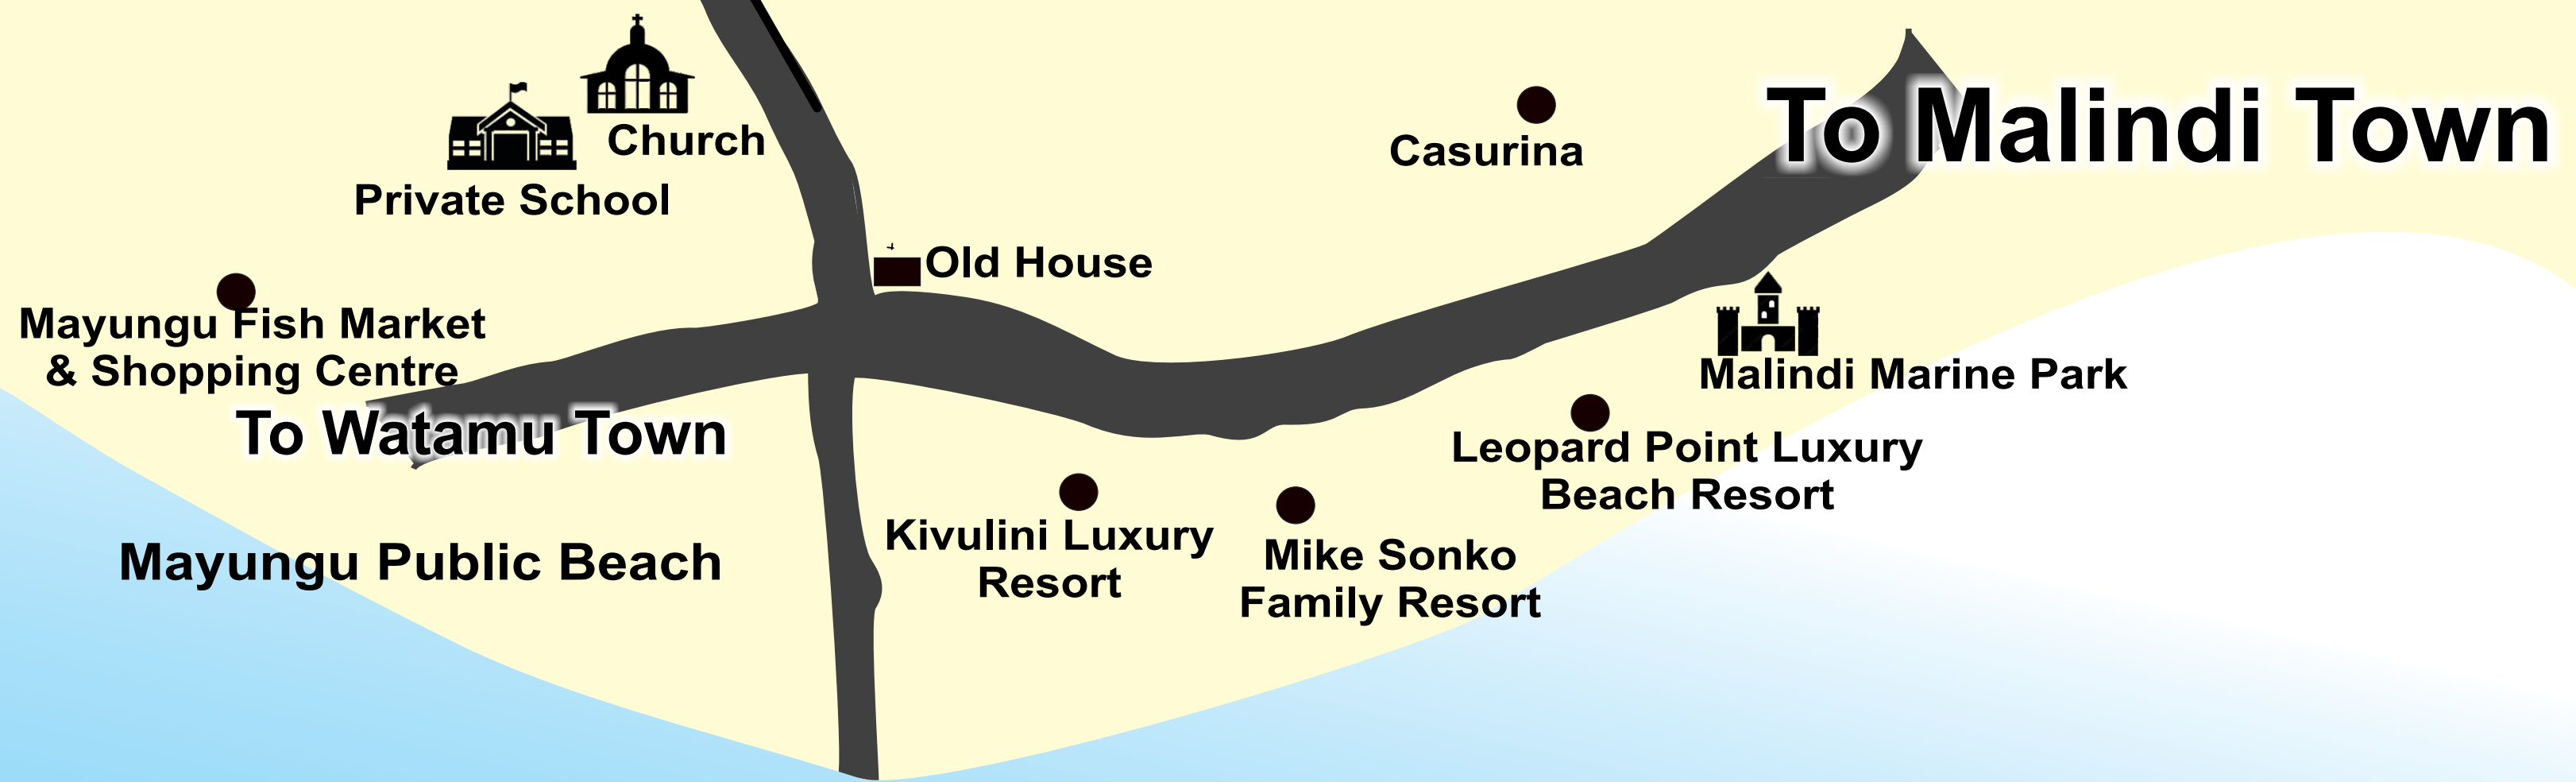 Church
Private School
Casurina
To Malindi Town
Old House
Mayungu Fish Market
& Shopping Centre
To Watamu Town
Malindi Marine Park
Leopard Point Luxury
Beach Resort
Kivulini Luxury
Resort
Mike Sonko
Family Resort
Mayungu Public Beach